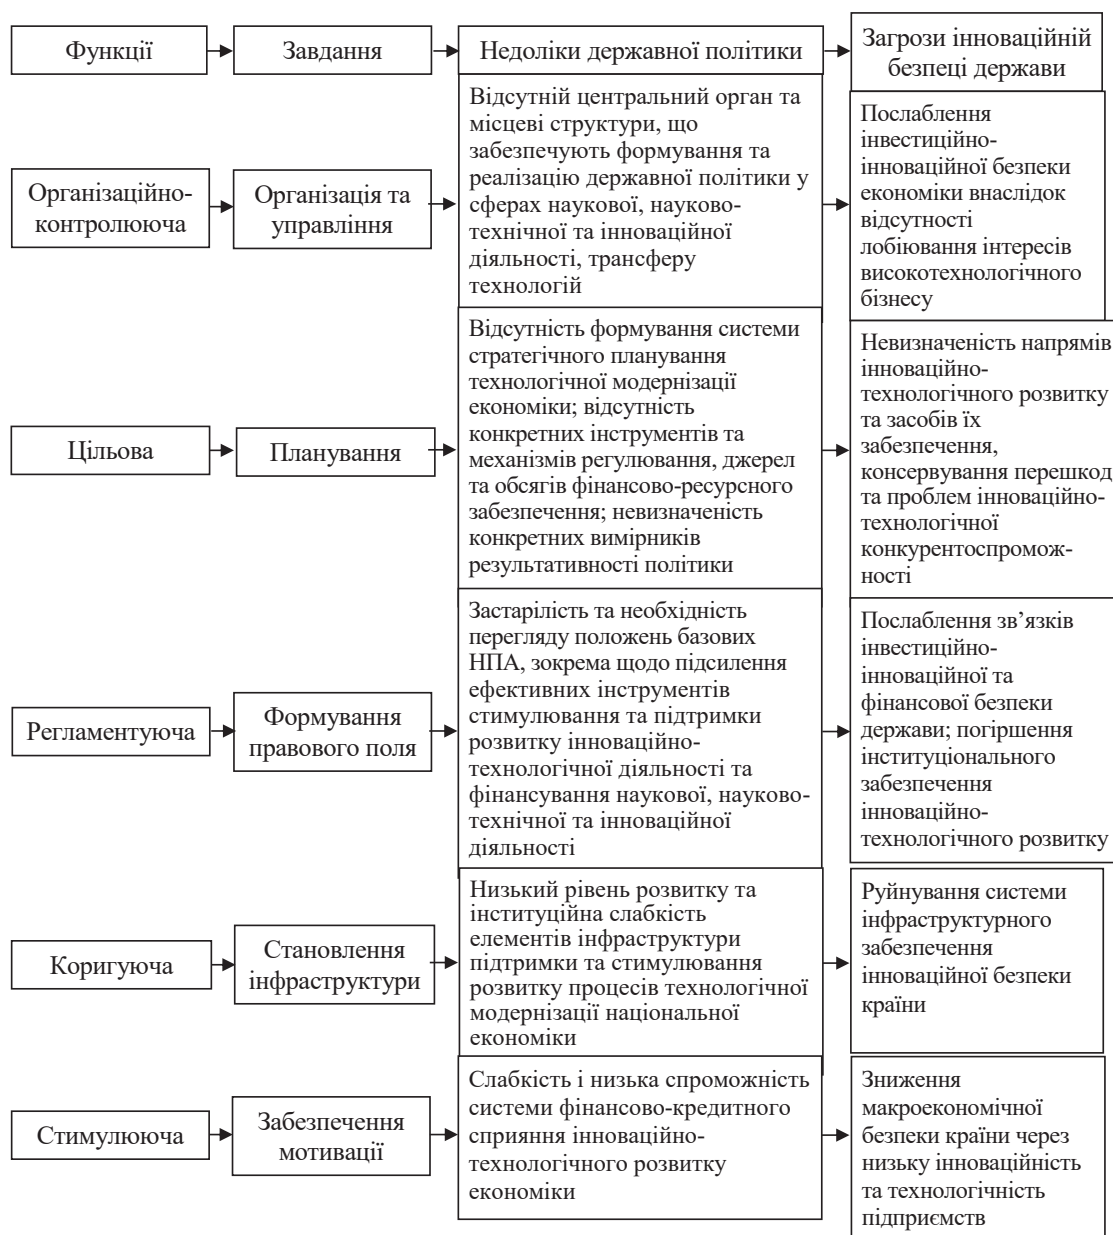 Функції
Завдання
Недоліки державної політики
Загрози інноваційній
безпеці держави
Організаційно-
контролююча
Організація та
управління
Відсутній центральний орган та
місцеві структури, що
забезпечують формування та
реалізацію державної політики у
сферах наукової, науково-
технічної та інноваційної
діяльності, трансферу
технологій
Послаблення
інвестиційно-
інноваційної безпеки
економіки внаслідок
відсутності
лобіювання інтересів
високотехнологічного
бізнесу
Цільова
Планування
Відсутність формування системи
стратегічного планування
технологічної модернізації
економіки; відсутність
конкретних інструментів та
механізмів регулювання, джерел
та обсягів фінансово-ресурсного
забезпечення; невизначеність
конкретних вимірників
результативності політики
Невизначеність напрямів
інноваційно-
технологічного розвитку
та засобів їх
забезпечення,
консервування перешкод
та проблем інноваційно-
технологічної
конкурентоспромож-
ності
Регламентуюча
Формування
правового поля
Застарілість та необхідність
перегляду положень базових
НПА, зокрема щодо підсилення
ефективних інструментів
стимулювання та підтримки
розвитку інноваційно-
технологічної діяльності та
фінансування наукової, науково-
технічної та інноваційної
діяльності
Послаблення зв’язків
інвестиційно-
інноваційної та
фінансової безпеки
держави; погіршення
інституціонального
забезпечення
інноваційно-
технологічного розвитку
Коригуюча
Становлення
інфраструктури
Низький рівень розвитку та
інституційна слабкість
елементів інфраструктури
підтримки та стимулювання
розвитку процесів технологічної
модернізації національної
економіки
Руйнування системи
інфраструктурного
забезпечення
інноваційної безпеки
країни
Стимулююча
Забезпечення
мотивації
Слабкість і низька спроможність
системи фінансово-кредитного
сприяння інноваційно-
технологічного розвитку
економіки
Зниження
макроекономічної
безпеки країни через
низьку інноваційність
та технологічність
підприємств